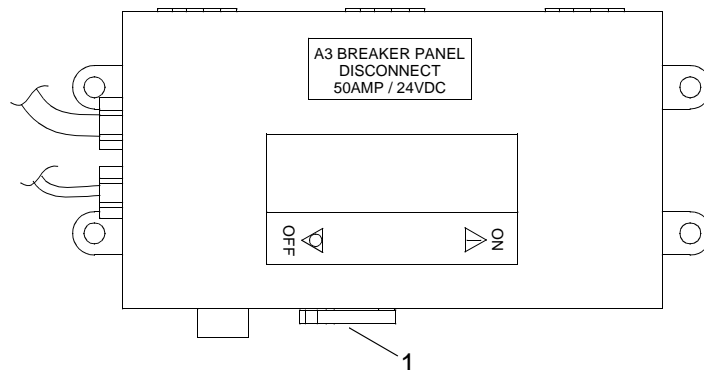 A3 BREAKER PANEL
DISCONNECT
50AMP / 24VDC
OFF
ON
1